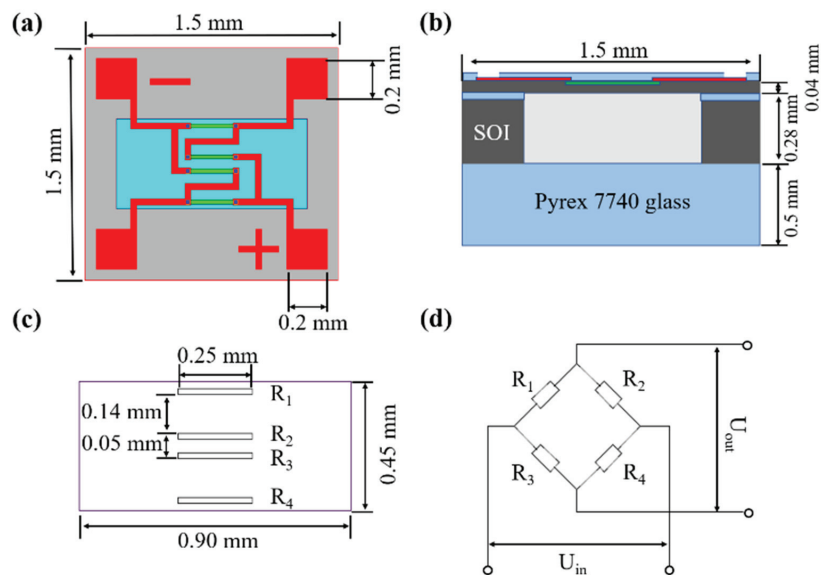 (a)
1.5 mm
1.5 mm
0.2 mm
0.2 mm
−
+
(b)
1.5 mm
0.04 mm
0.28 mm
0.5 mm
SOI
Pyrex 7740 glass
(c)
0.25 mm
0.14 mm
0.05 mm
R1
R2
R3
R4
0.45 mm
0.90 mm
(d)
R1
R2
R3
R4
Uout
Uin